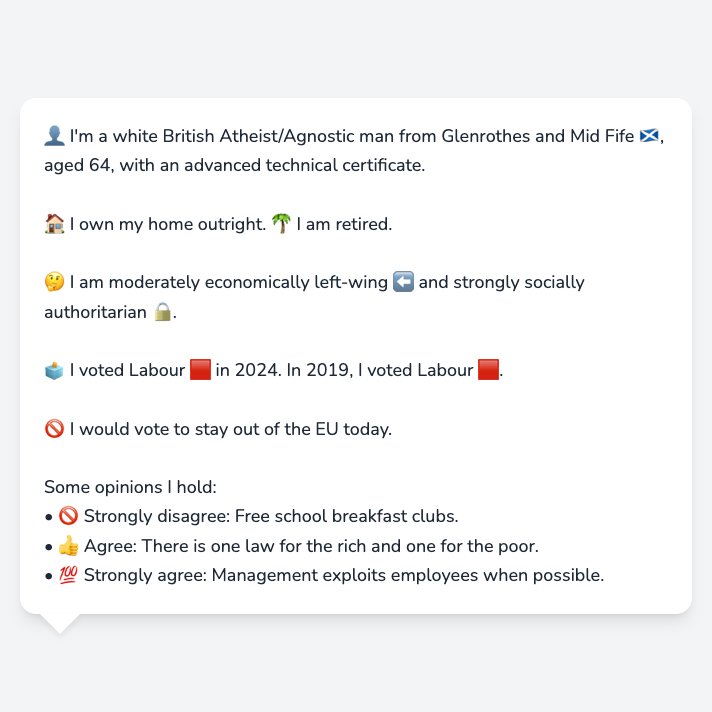 👤 I'm a white British Atheist/Agnostic man from Glenrothes and Mid Fife 🏴󠁧󠁢󠁳󠁣󠁴󠁿,
aged 64, with an advanced technical certificate.
🏠 I own my home outright. 🌴 I am retired.
🤔 I am moderately economically left-wing ⬅️ and strongly socially
authoritarian 🔒.
🗳️ I voted Labour 🟥 in 2024. In 2019, I voted Labour 🟥.
🚫 I would vote to stay out of the EU today.
Some opinions I hold:
• 🚫 Strongly disagree: Free school breakfast clubs.
• 👍 Agree: There is one law for the rich and one for the poor.
• 💯 Strongly agree: Management exploits employees when possible.